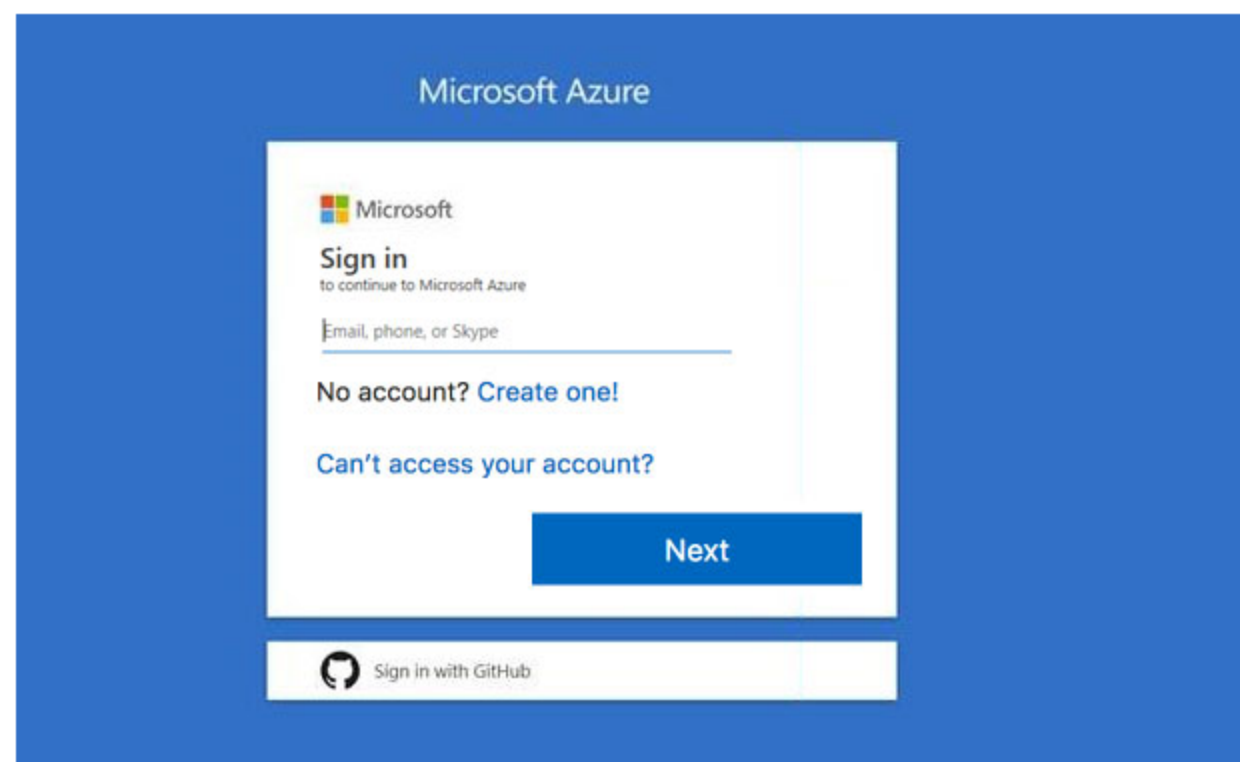 Microsoft Azure
Microsoft
Sign in
to continue to Microsoft Azure
Email, phone, or Skype
No account? Create one!
Can't access your account?
Next
Sign in with GitHub